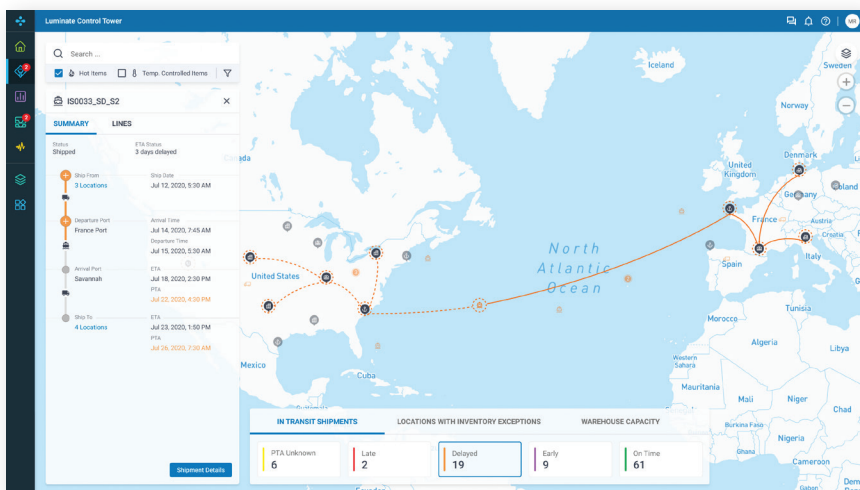 Luminate Control Tower
MR
Search ...
Hot Items
Temp. Controlled Items
IS0033_SD_S2
SUMMARY
LINES
Status
ETA Status
Shipped
3 days delayed
Ship From
Ship Date
3 Locations
Jul 12, 2020, 5:30 AM
Departure Port
Arrival Time
France Port
Jul 14, 2020, 7:45 AM
Departure Time
Jul 15, 2020, 5:30 AM
Arrival Port
ETA
Savannah
Jul 18, 2020, 2:30 PM
PTA
Jul 22, 2020, 4:30 PM
Ship To
ETA
4 Locations
Jul 23, 2020, 1:50 PM
PTA
Jul 26, 2020, 7:30 AM
Shipment Details
Iceland
Sweden
Norway
United
Kingdom
Denmark
Germany
Poland
France
Austria
Croatia
Italy
Spain
North
Atlantic
Ocean
United States
Mexico
Cuba
Tunisia
Morocco
Algeria
Libya
Western
Sahara
Mauritania
Mali
Niger
Chad
Burkina Faso
Nigeria
Ghana
Cameroon
Gabon
IN TRANSIT SHIPMENTS
LOCATIONS WITH INVENTORY EXCEPTIONS
WAREHOUSE CAPACITY
PTA Unknown
6
Late
2
Delayed
19
Early
9
On Time
61